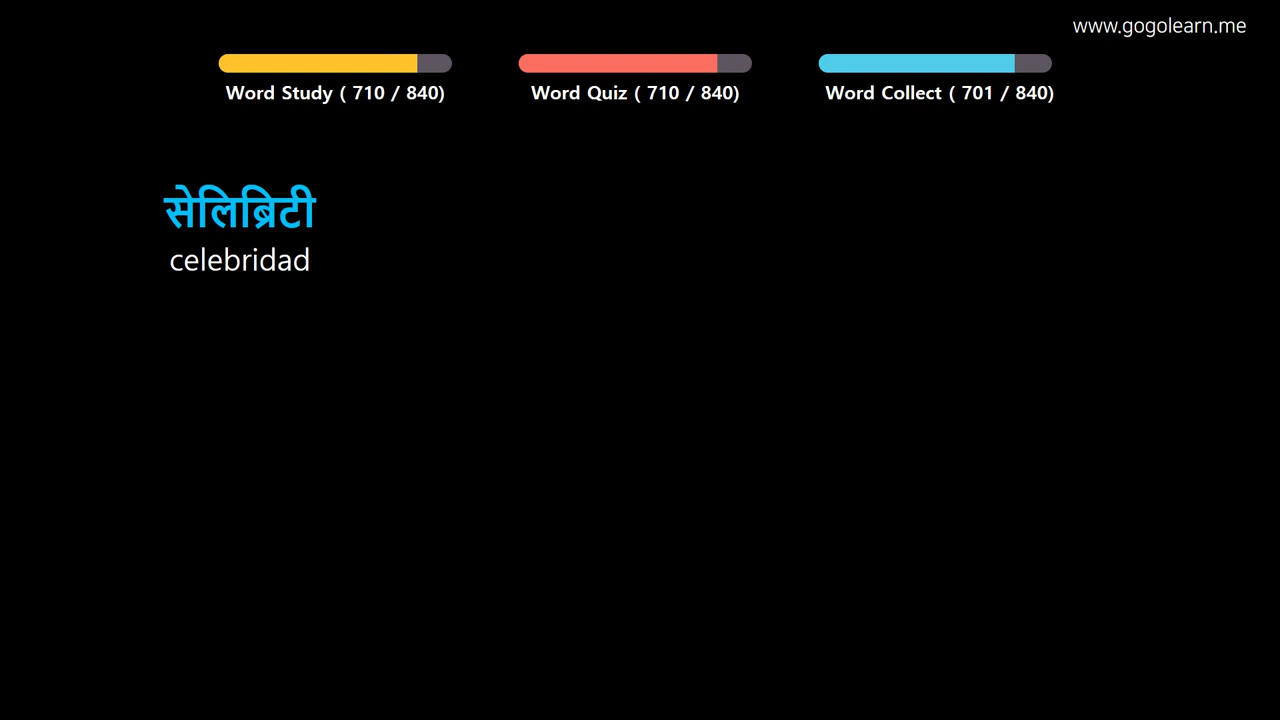 www.gogolearn.me
Word Study ( 710 / 840)
Word Quiz ( 710 / 840)
Word Collect ( 701 / 840)
सेलिब्रिटी
celebridad